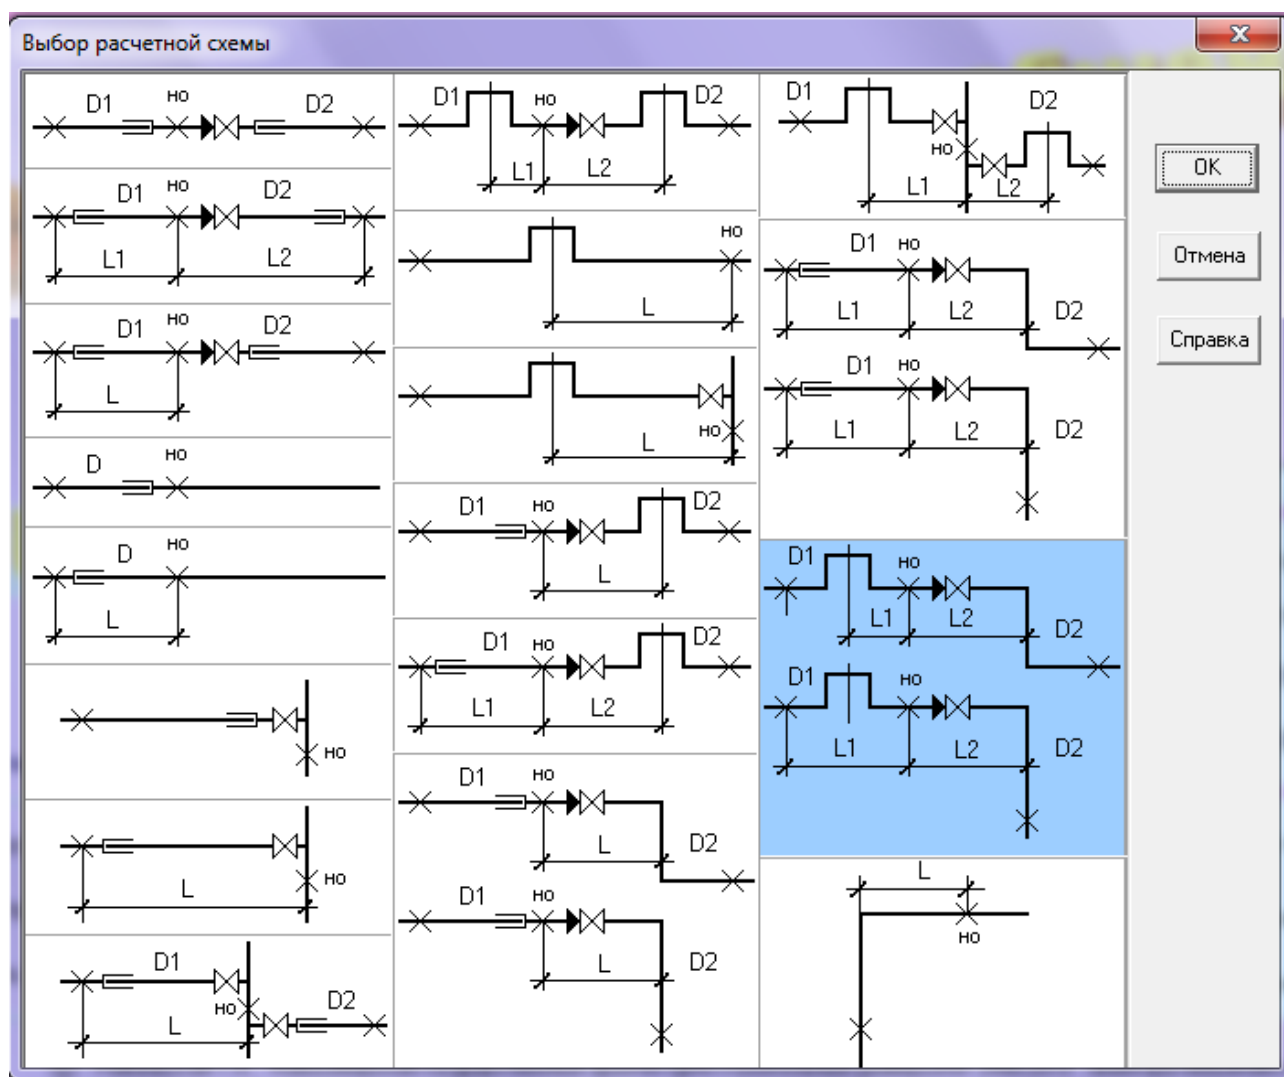 Выбор расчетной схемы
D1 но D2
D1 но D2
L1 L2
D1 но D2
L
D но
D но
L
но
L но
D1
но D2
L
D1 но D2
L1 L2
но
L
L но
D1 но D2
L
D1 но D2
L1 L2
D1 но
L D2
D1 но
L D2
D1 D2
но
L1 L2
D1 но
L1 L2 D2
D1 но
L1 L2 D2
D1 но
L1 L2 D2
D1 но
L1 L2 D2
L
но
OK
Отмена
Справка